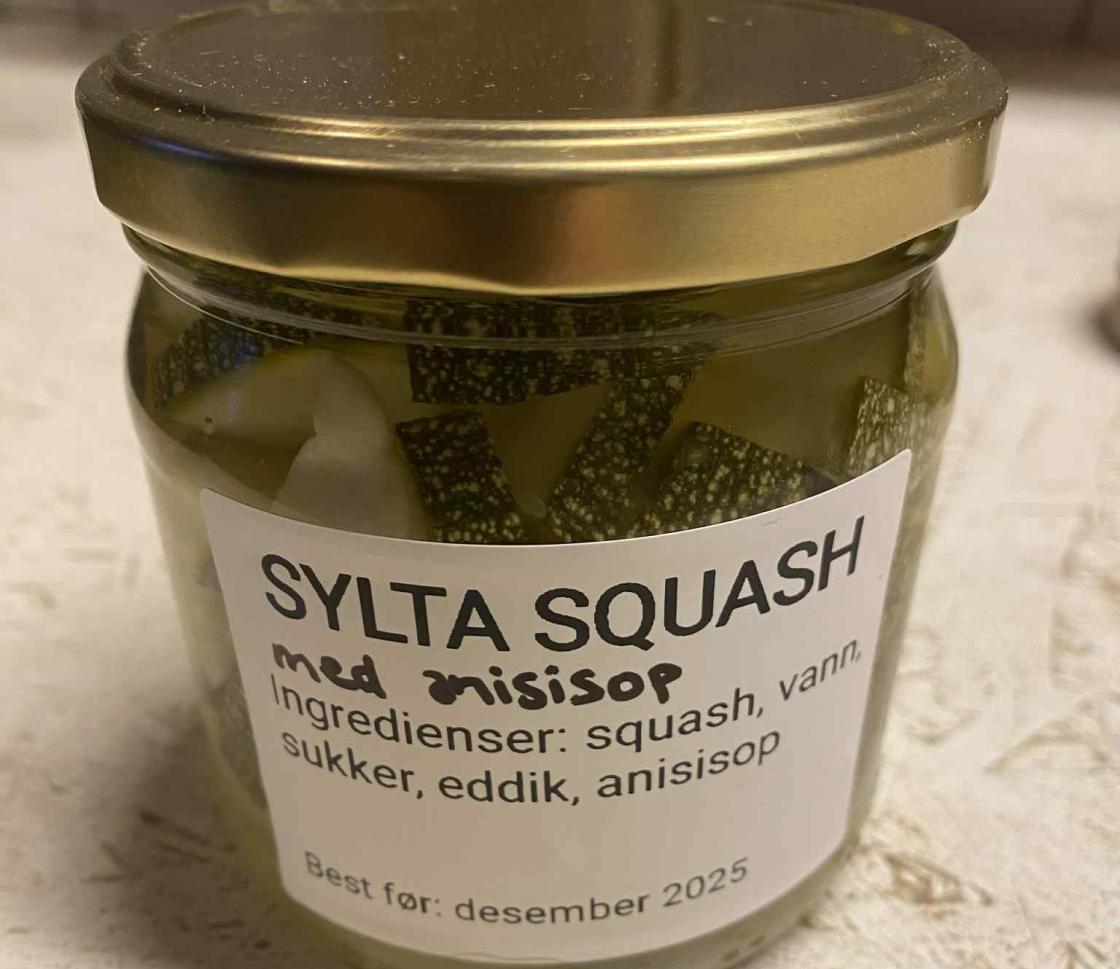 SYLTA SQUASH
med anisisop
Ingredienser: squash, vann,
sukker, eddik, anisisop
Best før: desember 2025